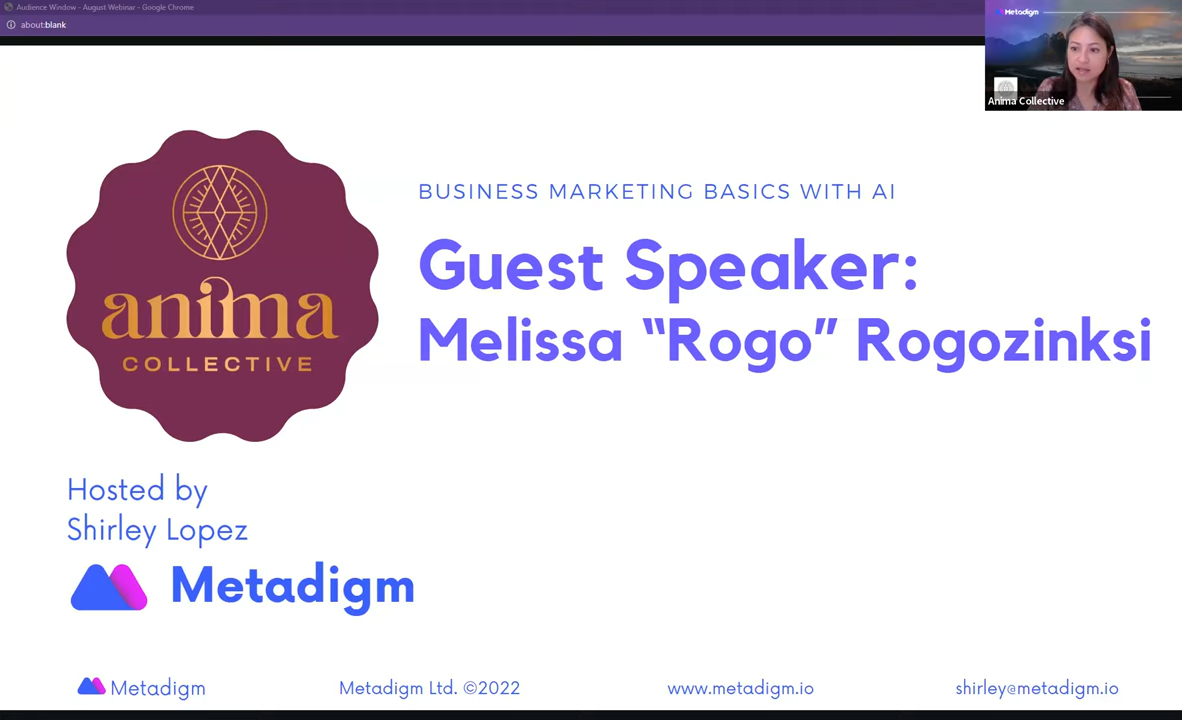 Audience Window - August Webinar - Google Chrome
about:blank
Metadigm
Anima Collective
BUSINESS MARKETING BASICS WITH AI
Guest Speaker:
Melissa “Rogo” Rogozinksi
anima
COLLECTIVE
Hosted by
Shirley Lopez
Metadigm
Metadigm
Metadigm Ltd. ©2022
www.metadigm.io
shirley@metadigm.io